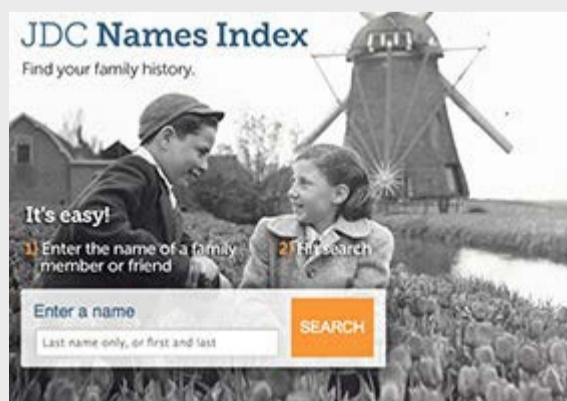 JDC Names Index
Find your family history.
It's easy!
1) Enter the name of a family
member or friend
2) Hit search
Enter a name
Last name only, or first and last
SEARCH